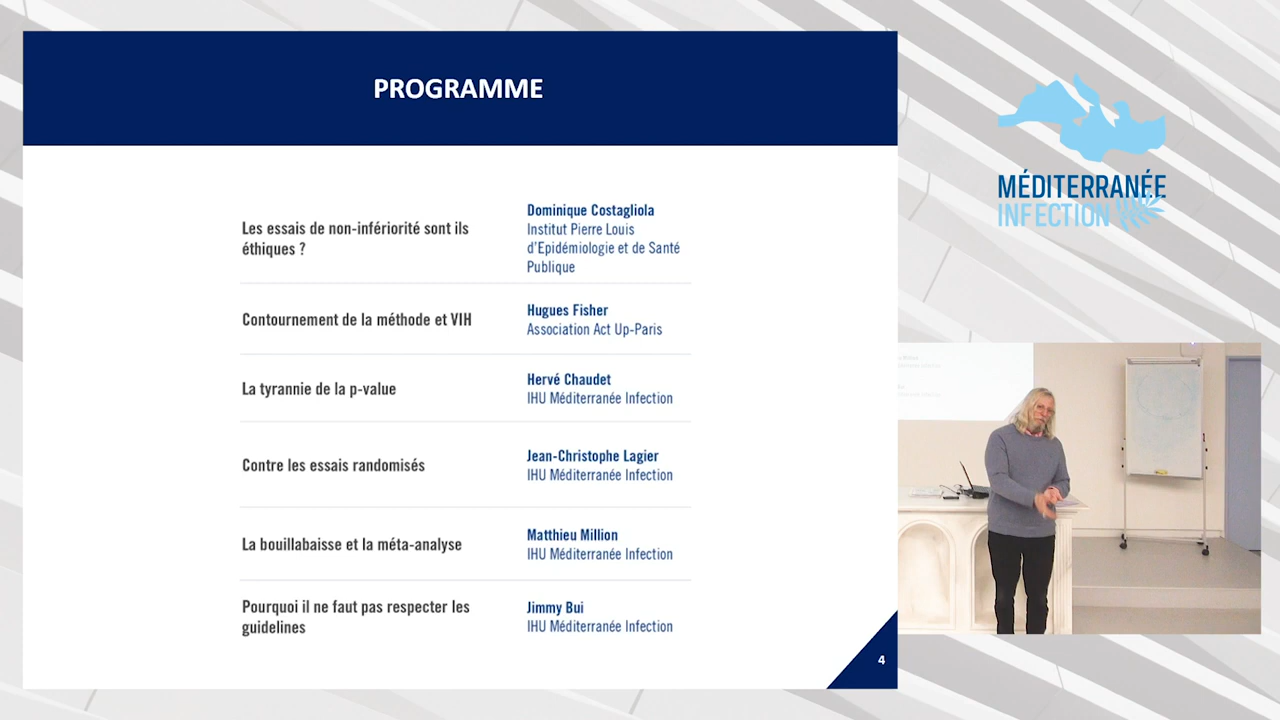 PROGRAMME
Les essais de non-infériorité sont ils
éthiques ?
Dominique Costagliola
Institut Pierre Louis
d'Epidémiologie et de Santé
Publique
Contournement de la méthode et VIH
Hugues Fisher
Association Act Up-Paris
La tyrannie de la p-value
Hervé Chaudet
IHU Méditerranée Infection
Contre les essais randomisés
Jean-Christophe Lagier
IHU Méditerranée Infection
La bouillabaisse et la méta-analyse
Matthieu Million
IHU Méditerranée Infection
Pourquoi il ne faut pas respecter les
guidelines
Jimmy Bui
IHU Méditerranée Infection
4
MÉDITERRANÉE
INFECTION